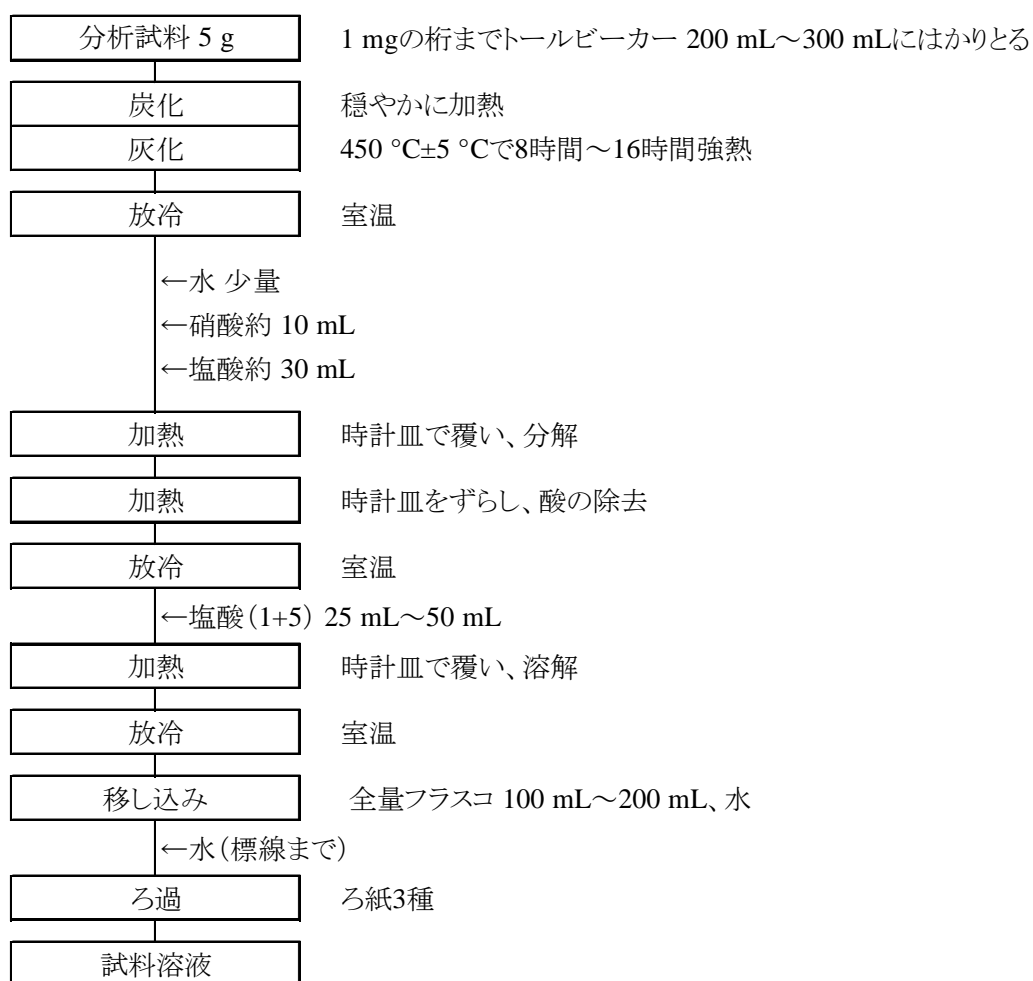 分析試料 5 g 1 mgの桁までトールビーカー 200 mL～300 mLにはかりとる
炭化 穏やかに加熱
灰化 450 °C±5 °Cで8時間～16時間強熱
放冷 室温
←水 少量
←硝酸約 10 mL
←塩酸約 30 mL
加熱 時計皿で覆い、分解
加熱 時計皿をずらし、酸の除去
放冷 室温
←塩酸（1+5） 25 mL～50 mL
加熱 時計皿で覆い、溶解
放冷 室温
移し込み 全量フラスコ 100 mL～200 mL、水
←水（標線まで）
ろ過 ろ紙3種
試料溶液